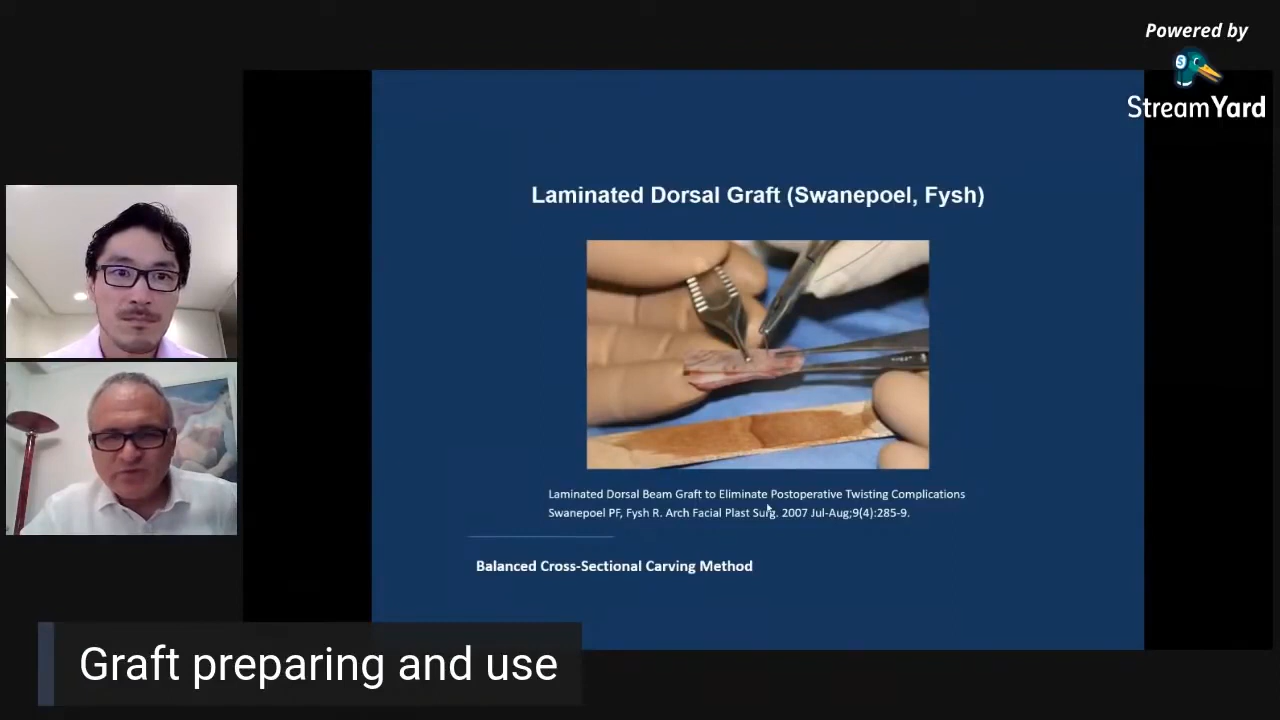 Powered by
StreamYard
Laminated Dorsal Graft (Swanepoel, Fysh)
Laminated Dorsal Beam Graft to Eliminate Postoperative Twisting Complications
Swanepoel PF, Fysh R. Arch Facial Plast Surg. 2007 Jul-Aug;9(4):285-9.
Balanced Cross-Sectional Carving Method
Graft preparing and use